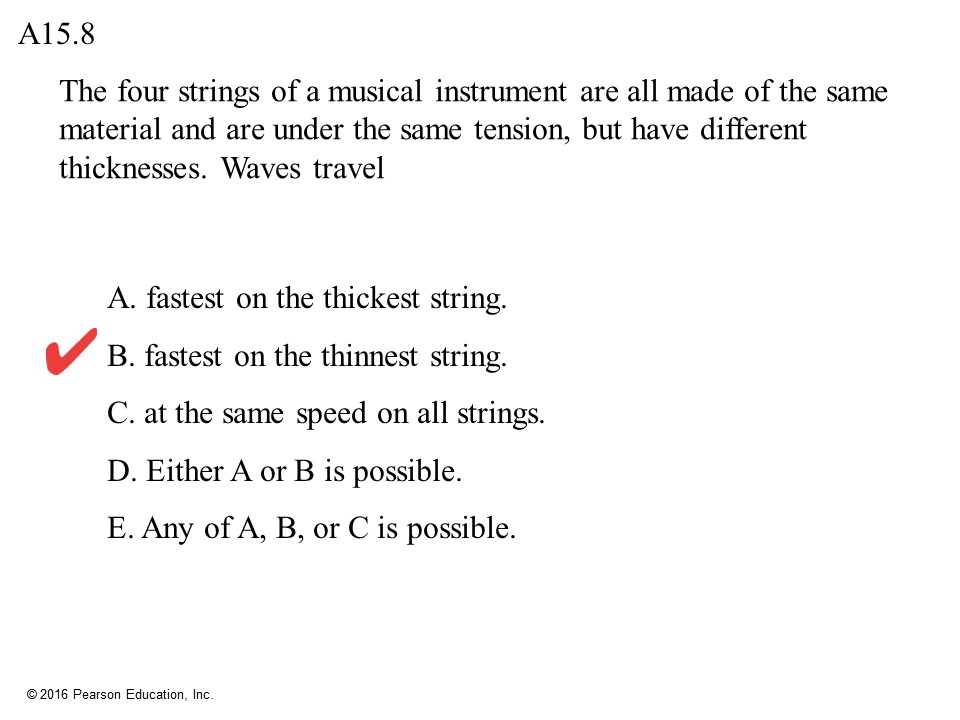 A15.8
The four strings of a musical instrument are all made of the same
material and are under the same tension, but have different
thicknesses. Waves travel
A. fastest on the thickest string.
B. fastest on the thinnest string.
C. at the same speed on all strings.
D. Either A or B is possible.
E. Any of A, B, or C is possible.
© 2016 Pearson Education, Inc.